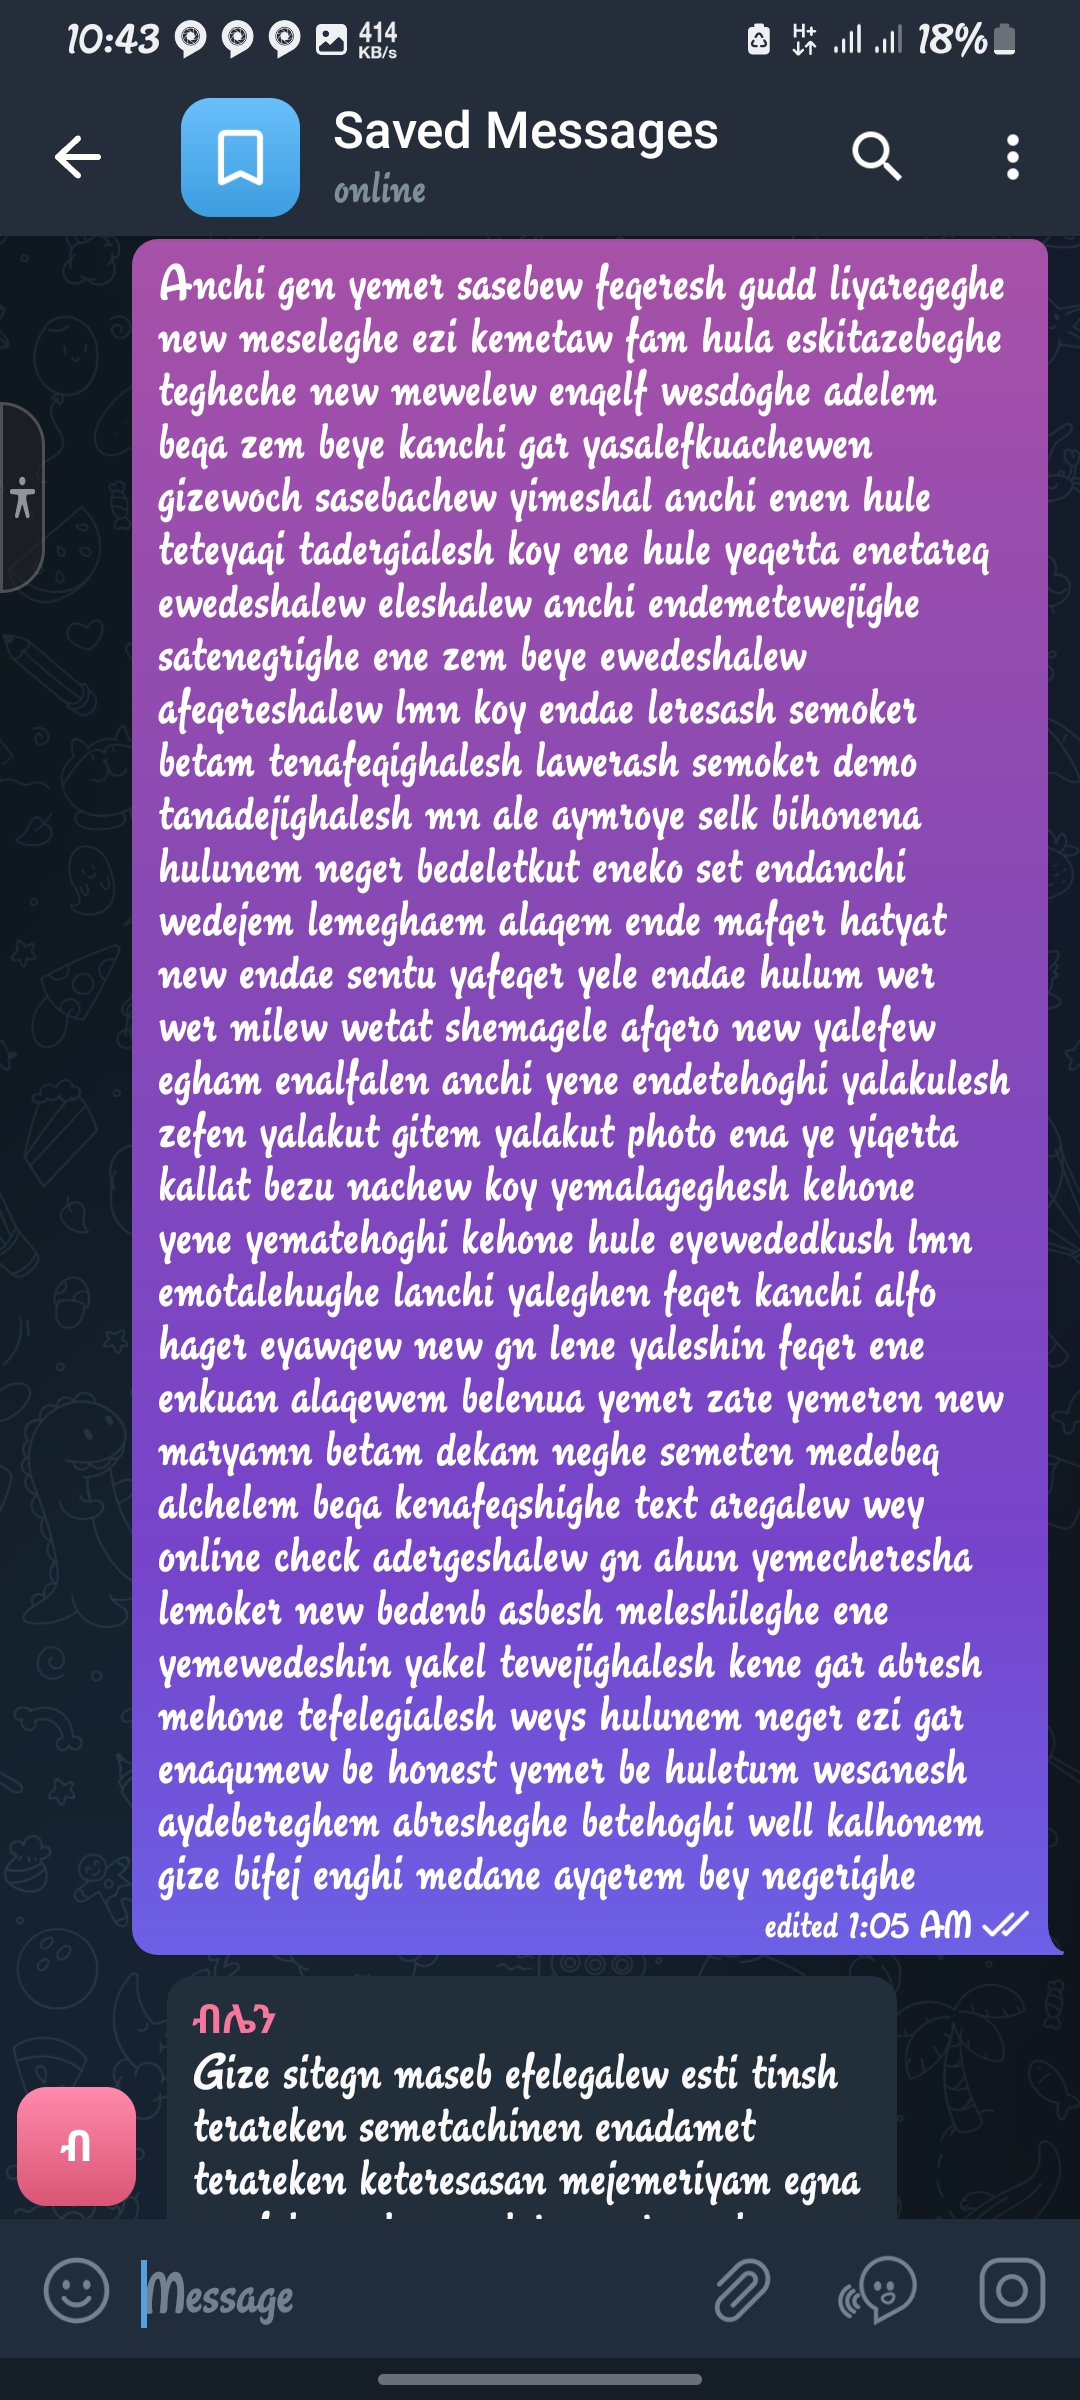 10:43
414
KB/s
H+
18%
Saved Messages
online
Anchi gen yemer sasebew feqeresh gudd liyaregeghe
new meseleghe ezi kemetaw fam hula eskitazebeghe
tegheche new mewelew enqelf wesdoghe adelem
beqa zem beye kanchi gar yasalefkuachewen
gizewoch sasebachew yimeshal anchi enen hule
teteyaqi tadergialesh koy ene hule yeqerta enetareq
ewedeshalew eleshalew anchi endemetewejighe
satenegrighe ene zem beye ewedeshalew
afeqereshalew lmn koy endae leresash semoker
betam tenafeqighalesh lawerash semoker demo
tanadejighalesh mn ale aymroye selk bihonena
hulunem neger bedeletkut eneko set endanchi
wedejem lemeghaem alaqem ende mafqer hatyat
new endae sentu yafeqer yele endae hulum wer
wer milew wetat shemagele afqero new yalefew
egham enalfalen anchi yene endetehoghi yalakulesh
zefen yalakut gitem yalakut photo ena ye yiqerta
kallat bezu nachew koy yemalageghesh kehone
yene yematehoghi kehone hule eyewededkush lmn
emotalehughe lanchi yaleghen feqer kanchi alfo
hager eyawqew new gn lene yaleshin feqer ene
enkuan alaqewem belenua yemer zare yemeren new
maryamn betam dekam neghe semeten medebeq
alchelem beqa kenafeqshighe text aregalew wey
online check adergeshalew gn ahun yemecheresha
lemoker new bedenb asbesh meleshileghe ene
yemewedeshin yakel tewejighalesh kene gar abresh
mehone tefelegialesh weys hulunem neger ezi gar
enaqumew be honest yemer be huletum wesanesh
aydebereghem abresheghe betehoghi well kalhonem
gize bifej enghi medane ayqerem bey negerighe
edited 1:05 AM
ብሌን
Gize sitegn maseb efelegalew esti tinsh
terareken semetachinen enadamet
ብ
terareken keteresasan mejemeriyam egna
Message